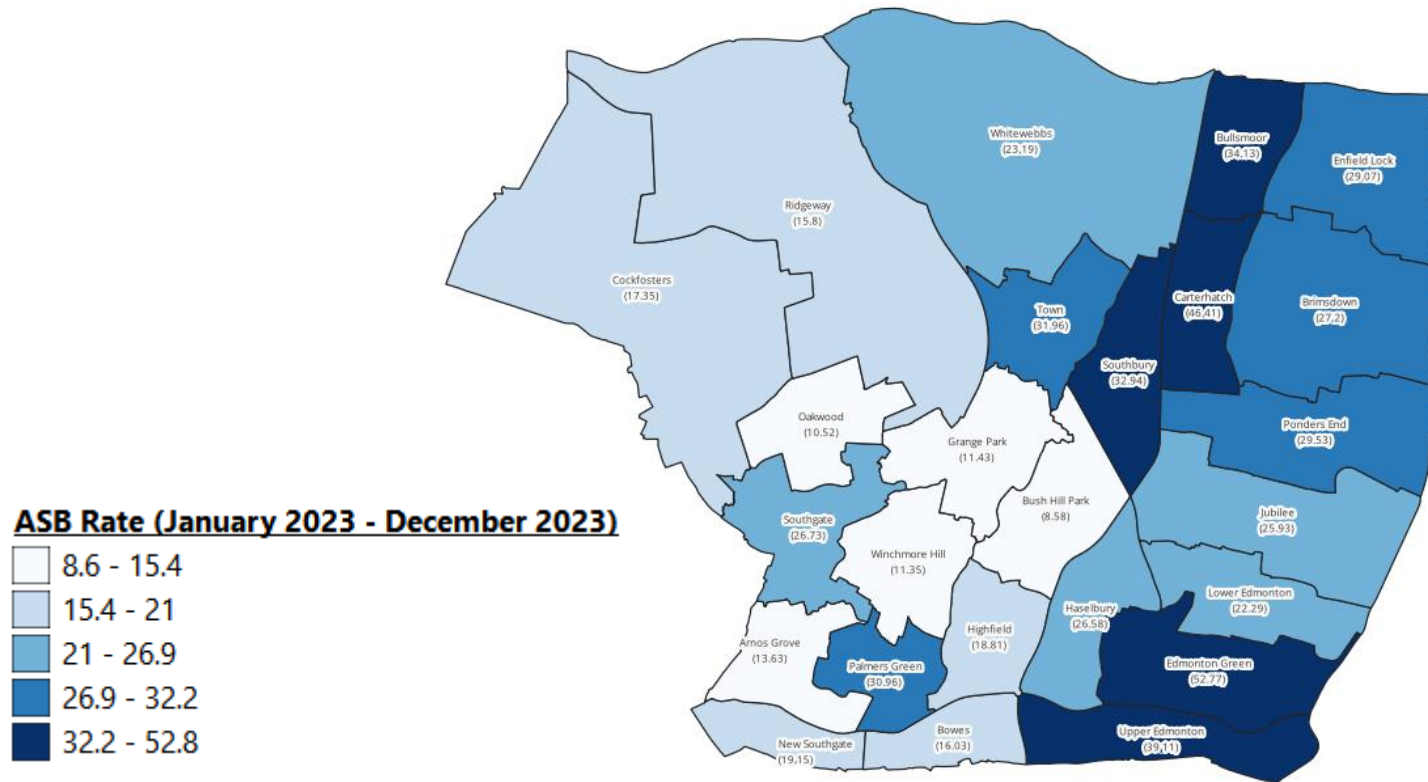 Whitewebbs
(23.19)
Bullsmoor
(34.13)
Enfield Lock
(29.07)
Ridgeway
(15.8)
Cockfosters
(17.35)
Town
(31.96)
Carterhatch
(46.41)
Brimsdown
(27.2)
Southbury
(32.94)
Oakwood
(10.52)
Grange Park
(11.43)
Ponders End
(29.53)
Bush Hill Park
(8.58)
Southgate
(26.73)
Jubilee
(25.93)
Winchmore Hill
(11.35)
Lower Edmonton
(22.29)
Haselbury
(26.58)
Highfield
(18.81)
Arnos Grove
(13.63)
Palmers Green
(30.96)
Edmonton Green
(52.77)
New Southgate
(19.15)
Bowes
(16.03)
Upper Edmonton
(39.11)
ASB Rate (January 2023 - December 2023)
8.6 - 15.4
15.4 - 21
21 - 26.9
26.9 - 32.2
32.2 - 52.8